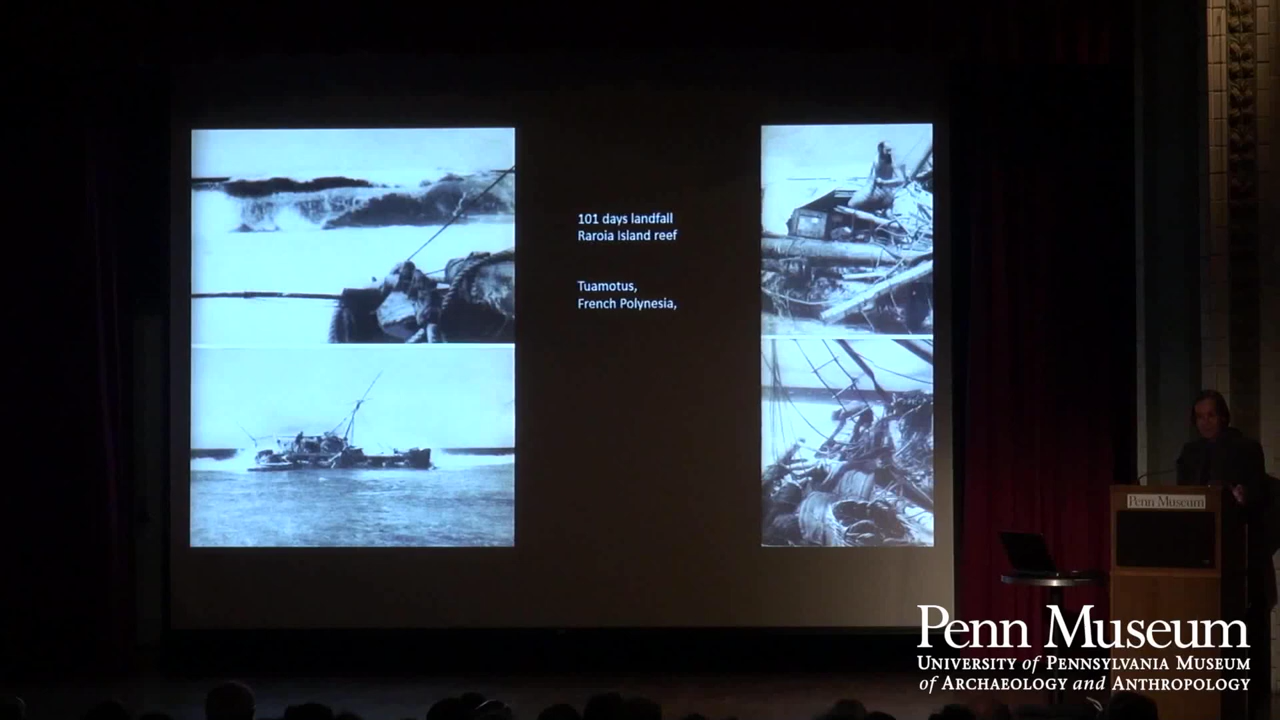 101 days landfall
Raroia Island reef
Tuamotus,
French Polynesia,
Penn Museum
Penn Museum
UNIVERSITY of PENNSYLVANIA MUSEUM
of ARCHAEOLOGY and ANTHROPOLOGY